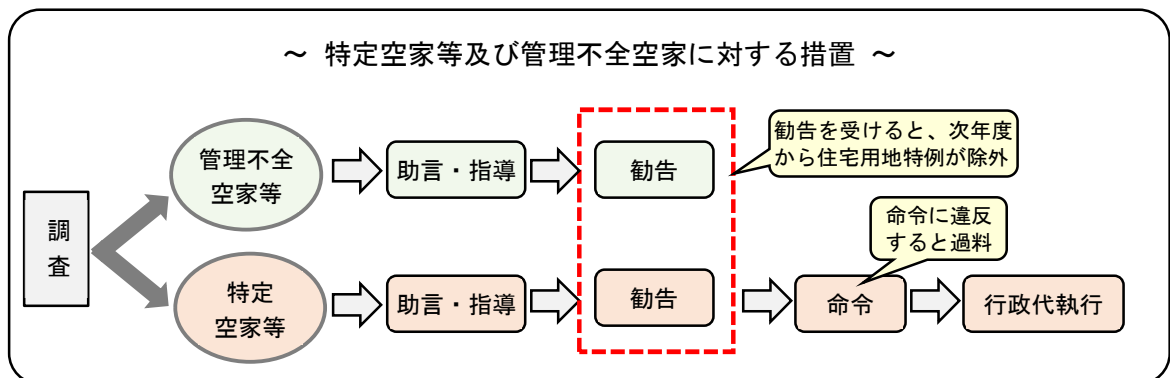 ～ 特定空家等及び管理不全空家に対する措置 ～
勧告を受けると、次年度
から住宅用地特例が除外
管理不全
空家等
助言・指導
勧告
調
査
命令に違反
すると過料
特定
空家等
助言・指導
勧告
命令
行政代執行